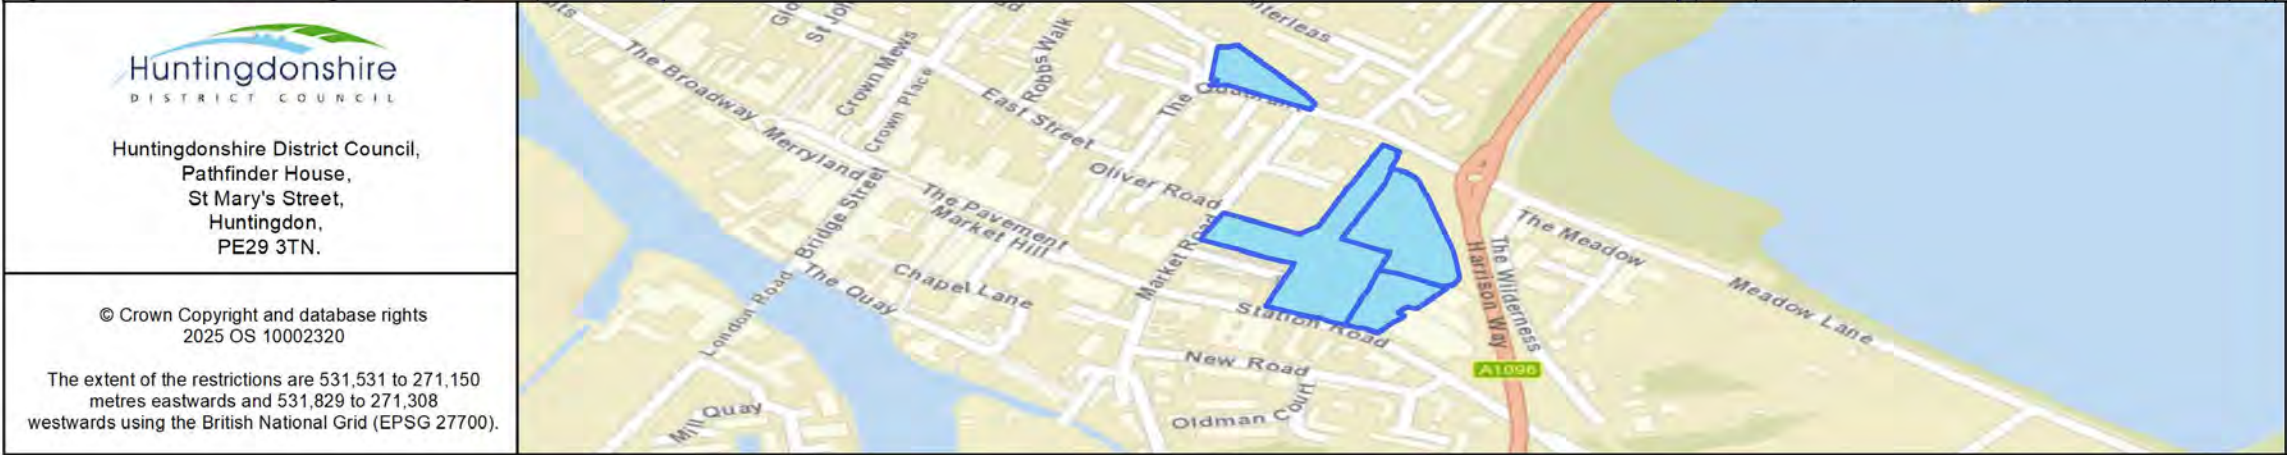 Huntingdonshire
DISTRICT COUNCIL
Huntingdonshire District Council,
Pathfinder House,
St Mary's Street,
Huntingdon,
PE29 3TN.
© Crown Copyright and database rights
2025 OS 10002320
The extent of the restrictions are 531,531 to 271,150
metres eastwards and 531,829 to 271,308
westwards using the British National Grid (EPSG 27700).
The Broadway
Merryland
Crown Mews
Crown Place
Robbs Walk
East Street
The Quadrant
Oliver Road
The Pavement
Market Hill
Bridge Street
London Road
The Quay
Chapel Lane
Market Road
Station Road
New Road
Oldman Court
Mill Quay
Harrison Way
The Wilderness
A1096
The Meadow
Meadow Lane